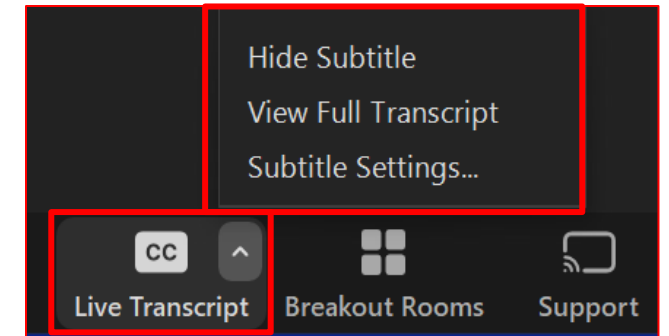 Hide Subtitle
View Full Transcript
Subtitle Settings...
CC
Live Transcript
Breakout Rooms
Support